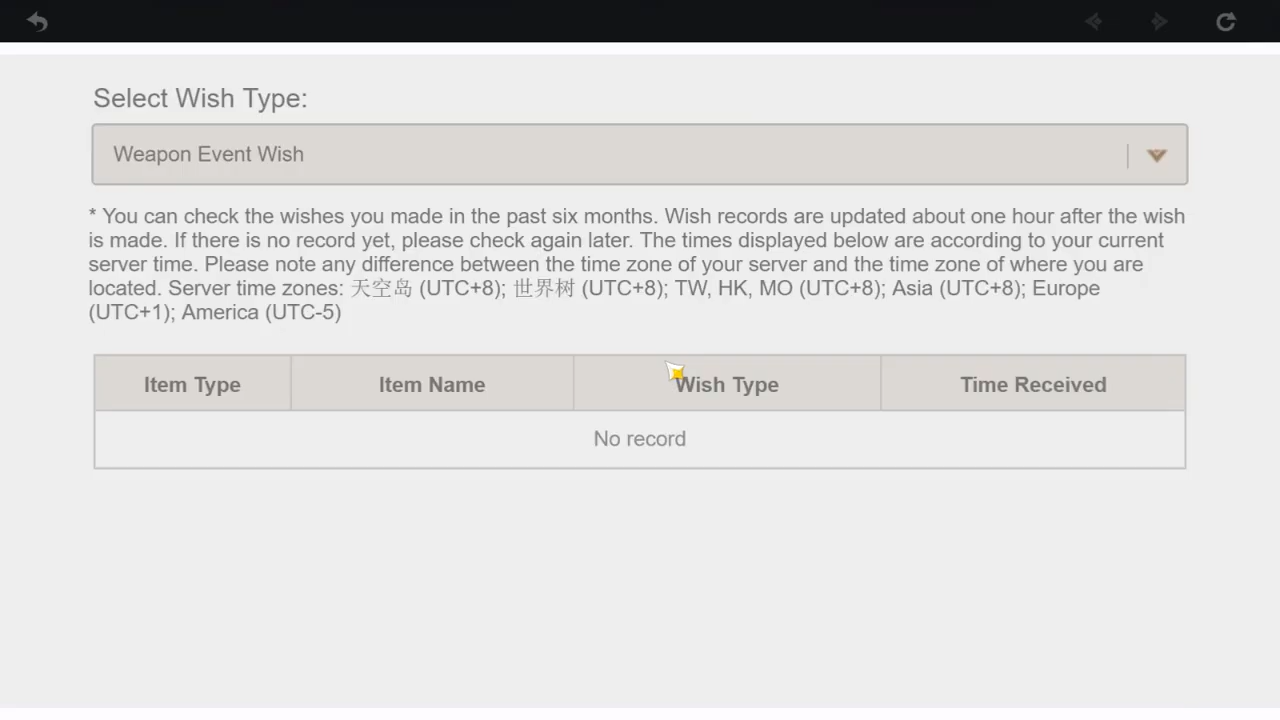 Select Wish Type:
Weapon Event Wish
* You can check the wishes you made in the past six months. Wish records are updated about one hour after the wish
is made. If there is no record yet, please check again later. The times displayed below are according to your current
server time. Please note any difference between the time zone of your server and the time zone of where you are
located. Server time zones: 天空岛 (UTC+8); 世界树 (UTC+8); TW, HK, MO (UTC+8); Asia (UTC+8); Europe
(UTC+1); America (UTC-5)
Item Type Item Name Wish Type Time Received
No record